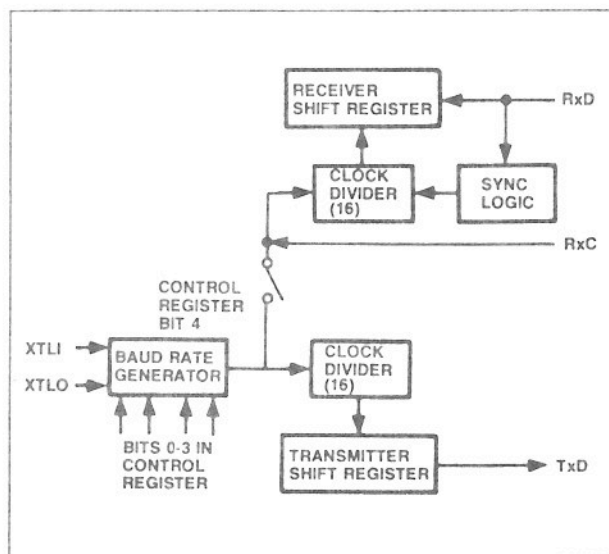 RECEIVER
SHIFT REGISTER
RxD
CLOCK
DIVIDER
(16)
SYNC
LOGIC
RxC
CONTROL
REGISTER
BIT 4
XTLI
XTLO
BAUD RATE
GENERATOR
CLOCK
DIVIDER
(16)
BITS 0-3 IN
CONTROL
REGISTER
TRANSMITTER
SHIFT REGISTER
TxD